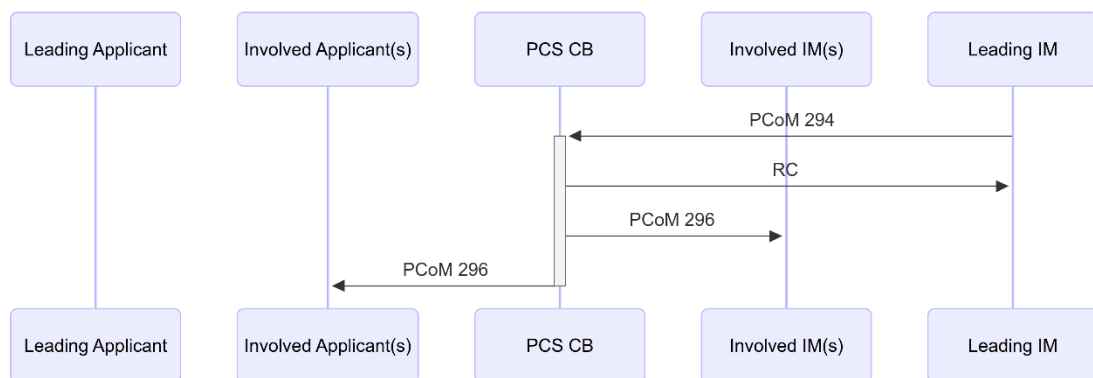 Leading Applicant
Involved Applicant(s)
PCS CB
Involved IM(s)
Leading IM
PCoM 294
RC
PCoM 296
PCoM 296
Leading Applicant
Involved Applicant(s)
PCS CB
Involved IM(s)
Leading IM